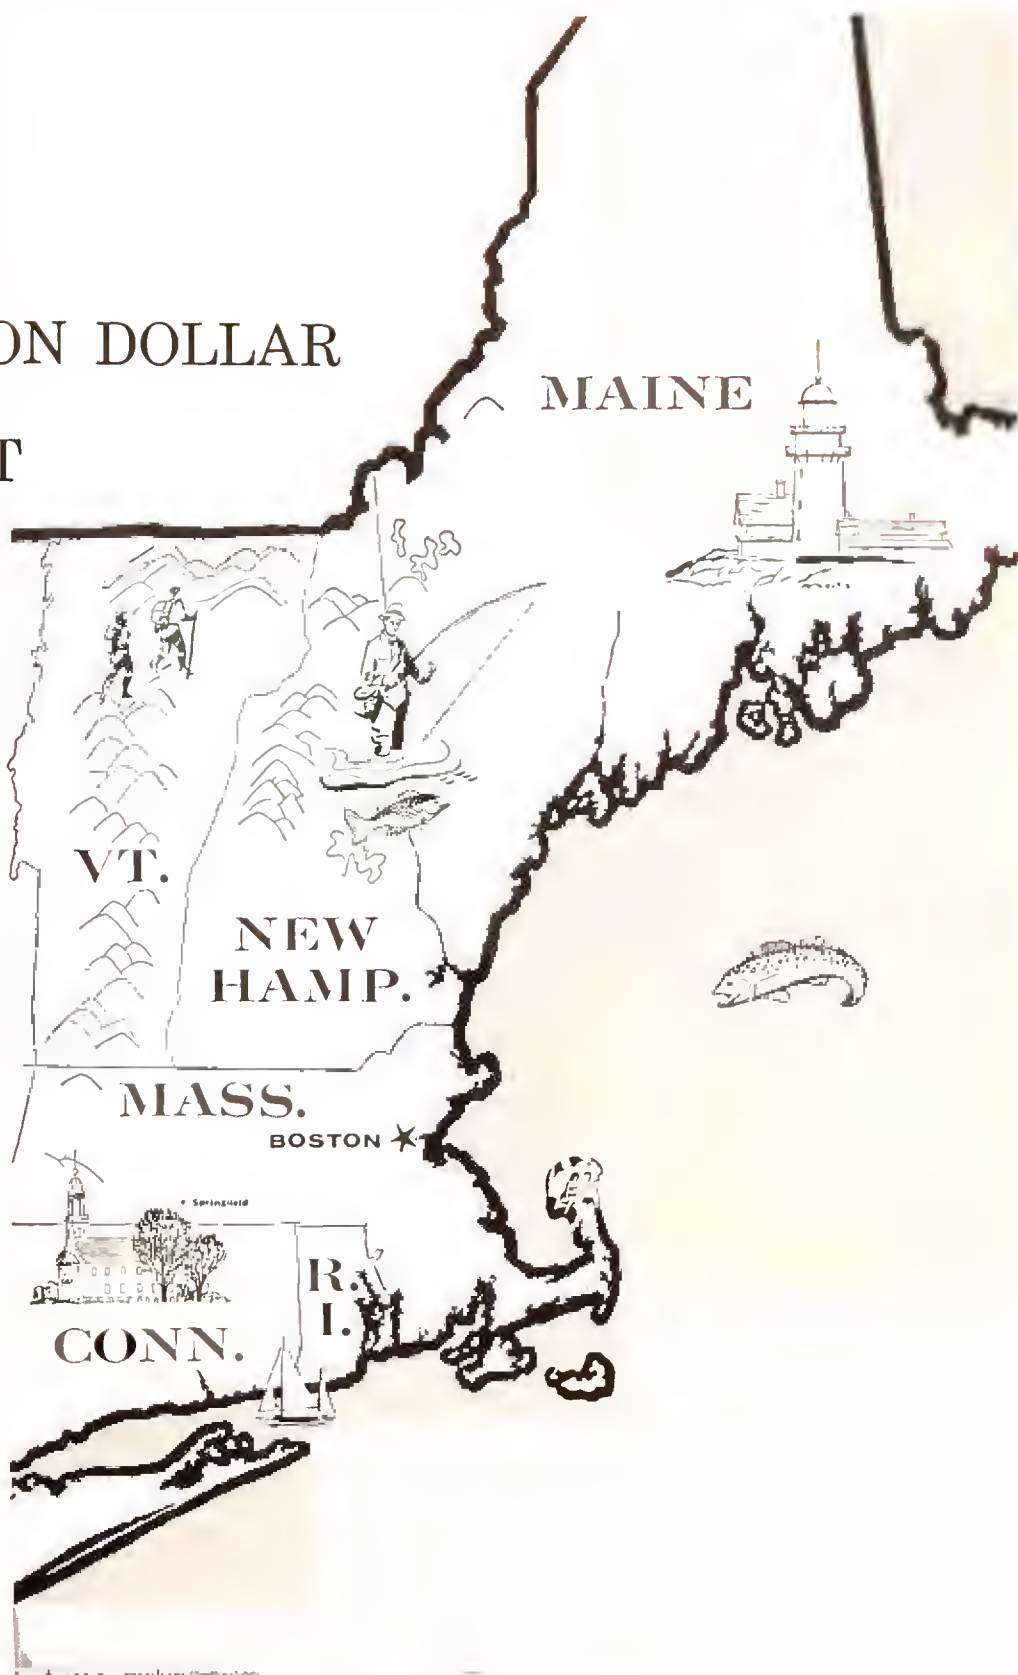 ON DOLLAR
MAINE
T
VT.
NEW
HAMP.
MASS.
BOSTON
Springfield
R.
I.
CONN.